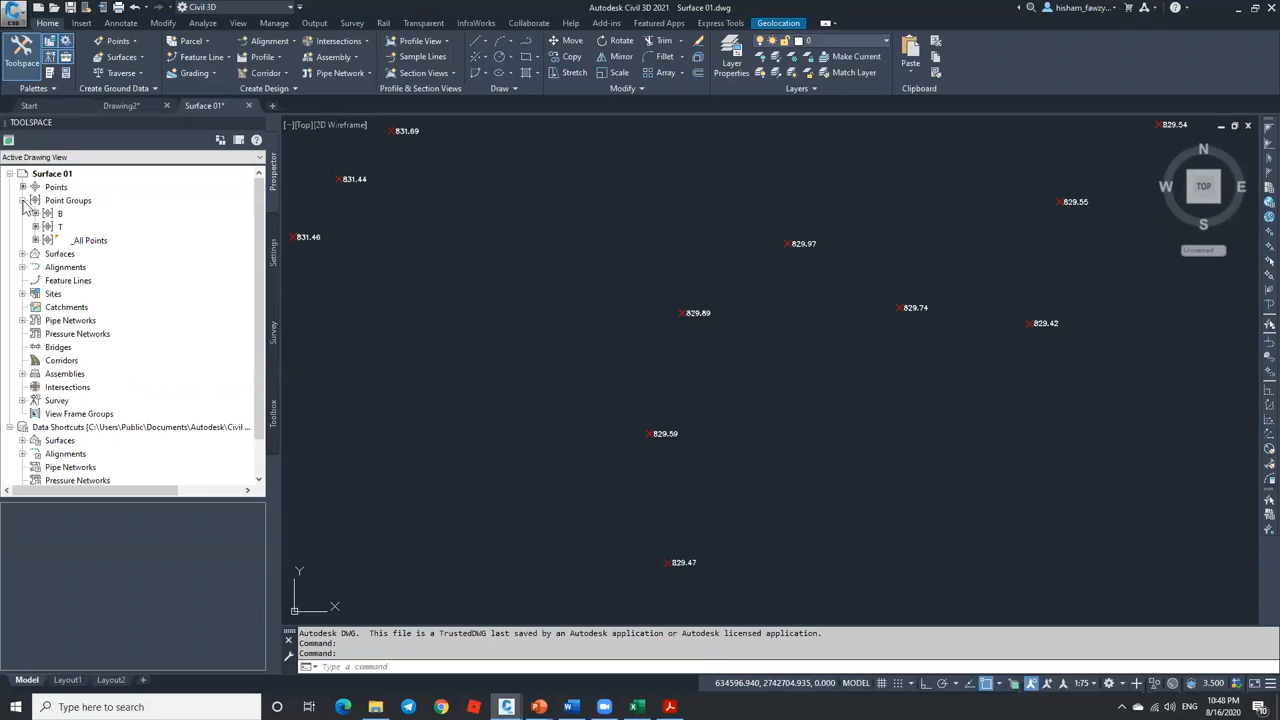 C3D
Civil 3D
Autodesk Civil 3D 2021 Surface 01.dwg
hisham_fawzy...
Home Insert Annotate Modify Analyze View Manage Output Survey Rail Transparent InfraWorks Collaborate Help Add-ins Featured Apps Express Tools Geolocation
Points Parcel Alignment Intersections Profile View Move Rotate Trim 0
Surfaces Feature Line Profile Assembly Sample Lines Copy Mirror Fillet Make Current
Toolspace Traverse Grading Corridor Pipe Network Section Views Stretch Scale Array Layer Properties Match Layer Paste
Palettes Create Ground Data Create Design Profile & Section Views Draw Modify Layers Clipboard
Start Drawing2* Surface 01*
TOOLSPACE
Active Drawing View
Surface 01
Points
Point Groups
B
T
_All Points
Surfaces
Alignments
Feature Lines
Sites
Catchments
Pipe Networks
Pressure Networks
Bridges
Corridors
Assemblies
Intersections
Survey
View Frame Groups
Data Shortcuts [C:\Users\Public\Documents\Autodesk\Civil ...
Surfaces
Alignments
Pipe Networks
Pressure Networks
Prospector
Settings
Survey
Toolbox
[−][Top][2D Wireframe]
831.69
829.54
831.44
829.55
831.46
829.97
829.89
829.74
829.42
829.59
829.47
N
W TOP E
S
Unnamed
Y
X
Autodesk DWG. This file is a TrustedDWG last saved by an Autodesk application or Autodesk licensed application.
Command:
Command:
Type a command
Model Layout1 Layout2
634596.940, 2742704.935, 0.000 MODEL 1:75 3.500
Type here to search
10:48 PM
8/16/2020